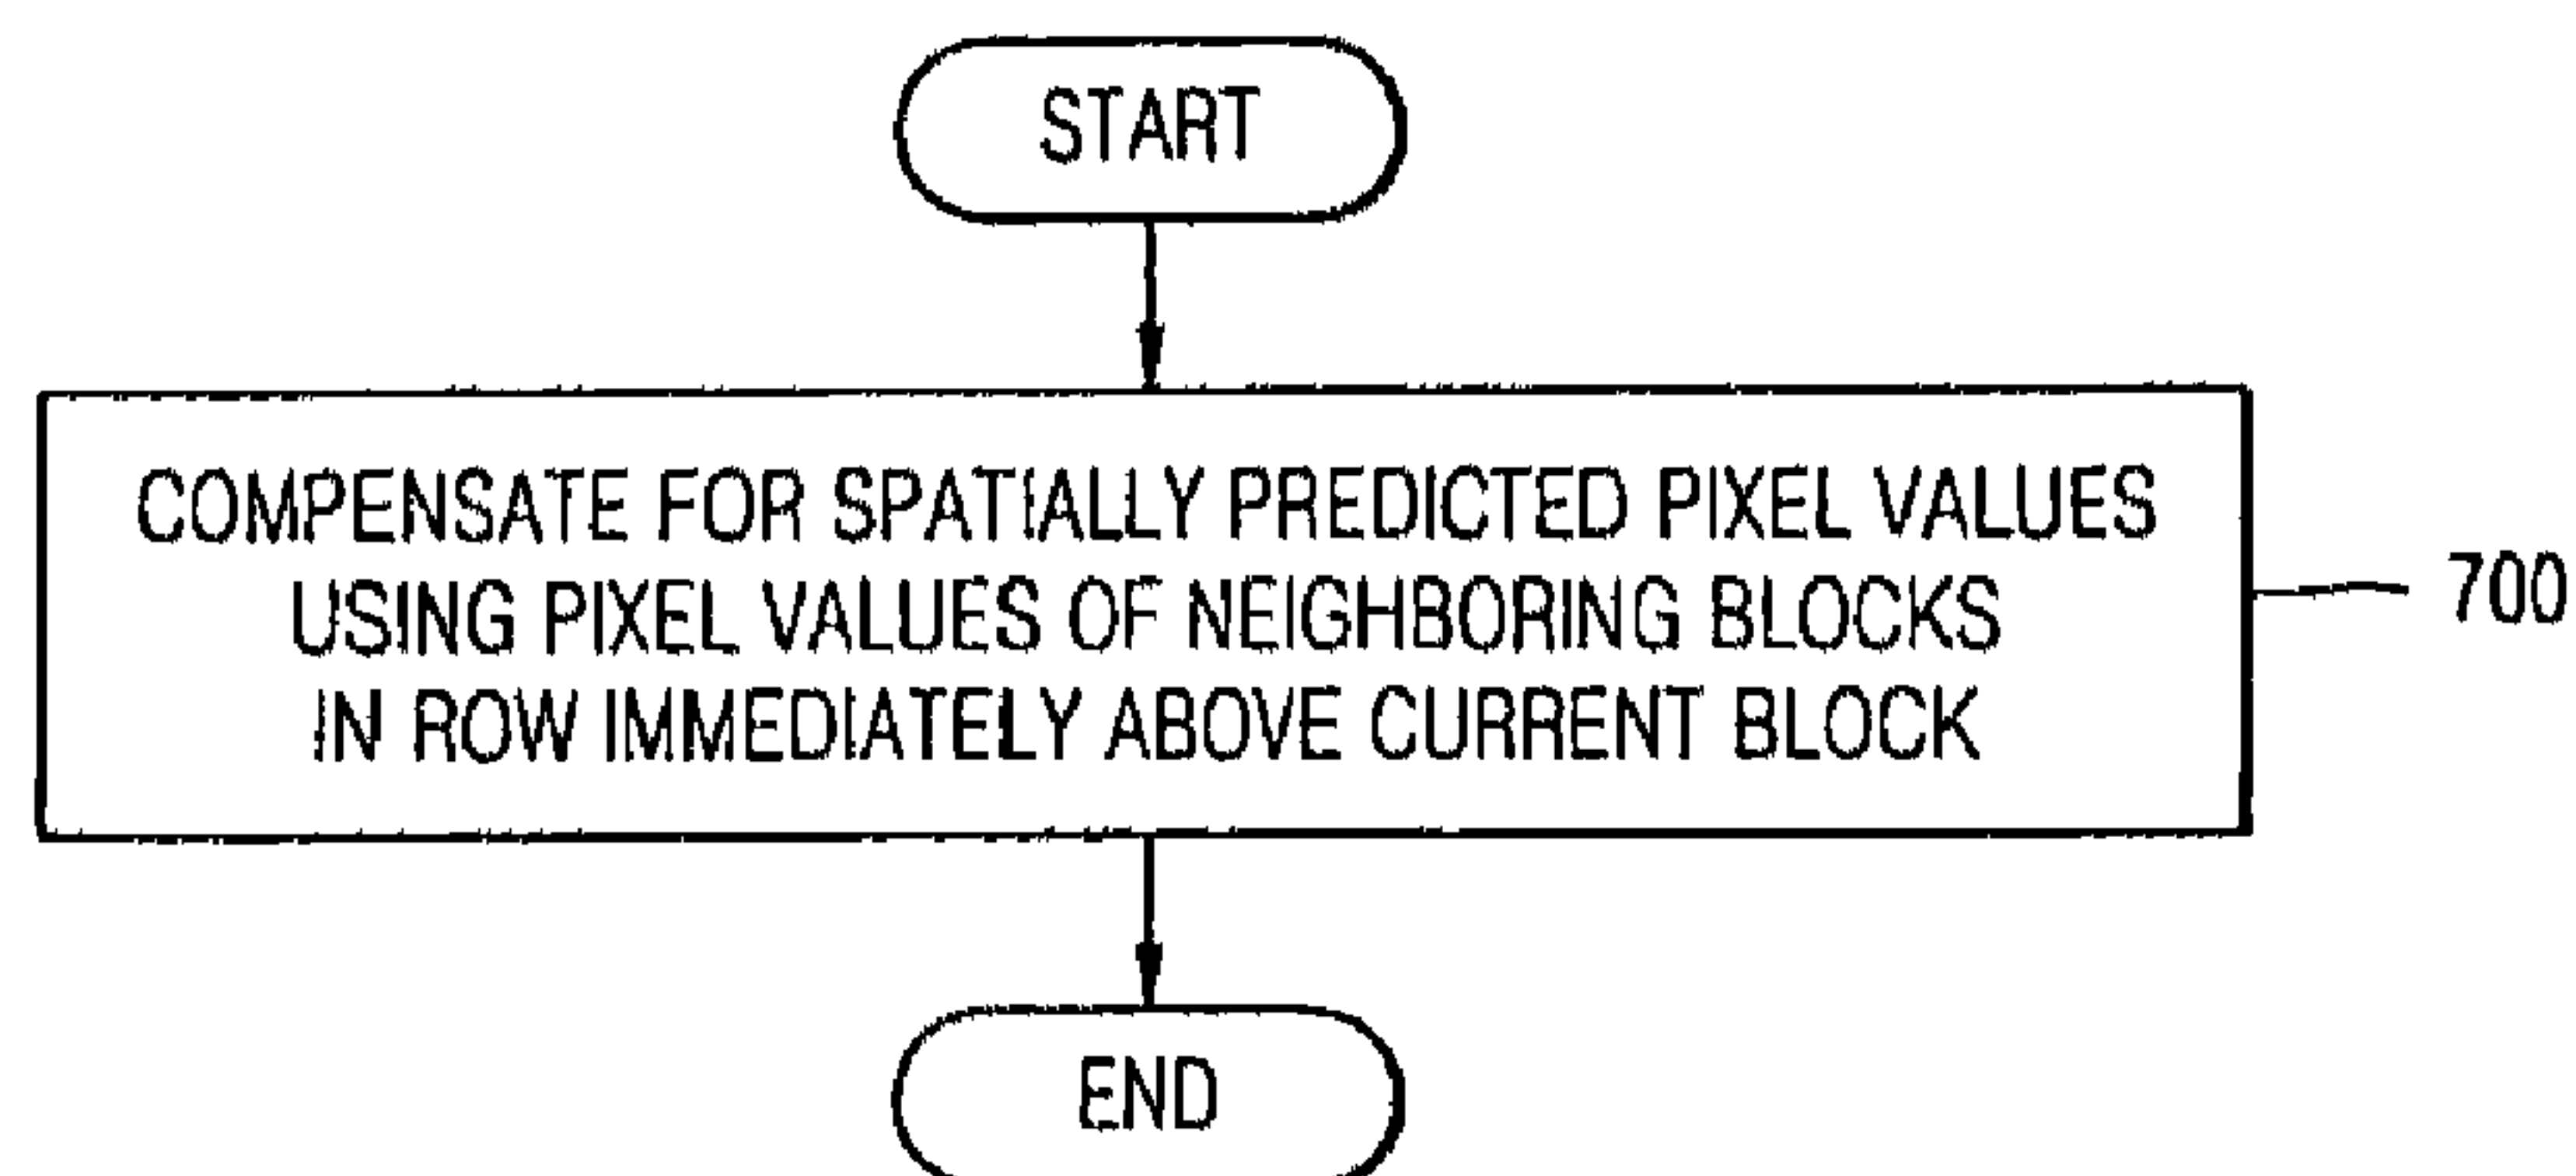 START
COMPENSATE FOR SPATIALLY PREDICTED PIXEL VALUES
USING PIXEL VALUES OF NEIGHBORING BLOCKS
IN ROW IMMEDIATELY ABOVE CURRENT BLOCK
700
END